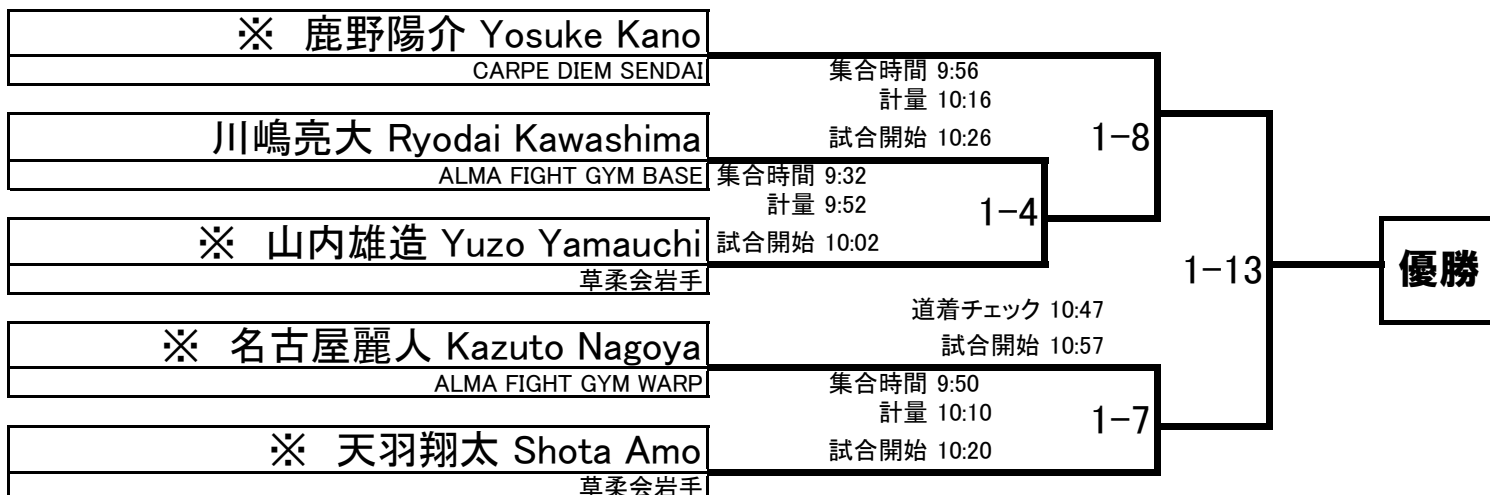 ※ 鹿野陽介 Yosuke Kano
CARPE DIEM SENDAI
集合時間 9:56
計量 10:16
試合開始 10:26
1-8
川嶋亮大 Ryodai Kawashima
ALMA FIGHT GYM BASE
集合時間 9:32
計量 9:52
試合開始 10:02
1-4
※ 山内雄造 Yuzo Yamauchi
草柔会岩手
1-13
優勝
道着チェック 10:47
試合開始 10:57
※ 名古屋麗人 Kazuto Nagoya
ALMA FIGHT GYM WARP
集合時間 9:50
計量 10:10
試合開始 10:20
1-7
※ 天羽翔太 Shota Amo
草柔会岩手